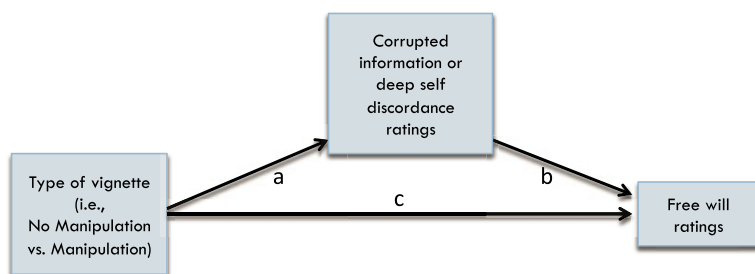 Corrupted
information or
deep self
discordance
ratings
a
b
Type of vignette
(i.e.,
No Manipulation
vs. Manipulation)
c
Free will
ratings